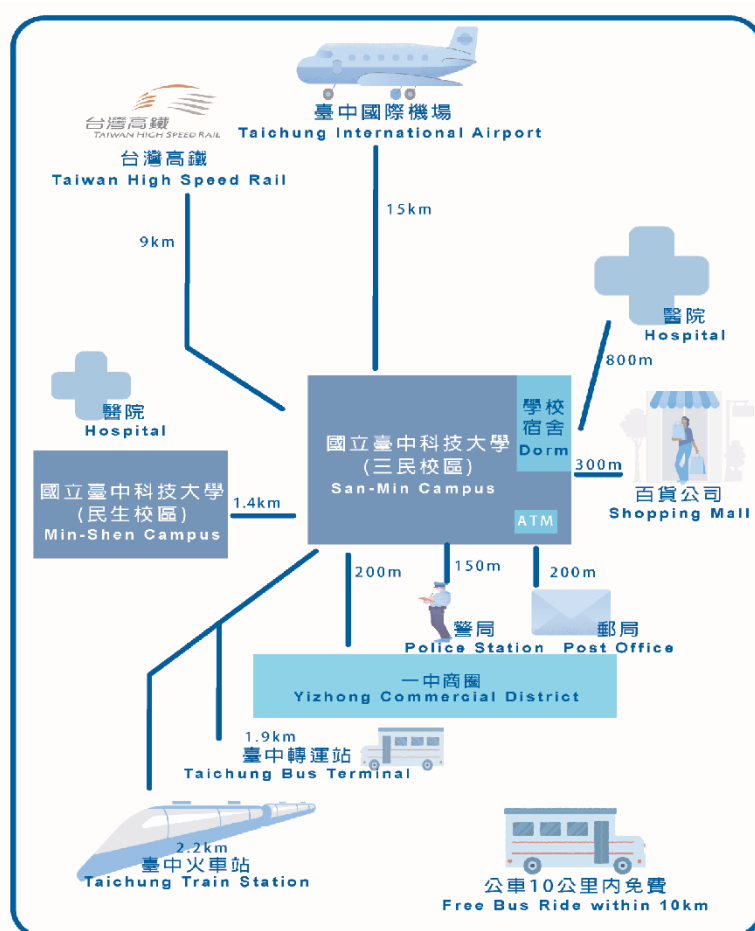 臺中國際機場
Taichung International Airport
台灣高鐵
TAIWAN HIGH SPEED RAIL
台灣高鐵
Taiwan High Speed Rail
15km
9km
醫院
Hospital
800m
醫院
Hospital
學校
宿舍
Dorm
國立臺中科技大學
(三民校區)
San-Min Campus
300m
百貨公司
Shopping Mall
國立臺中科技大學
(民生校區)
Min-Shen Campus
1.4km
ATM
200m
150m
200m
警局
Police Station
郵局
Post Office
一中商圈
Yizhong Commercial District
1.9km
臺中轉運站
Taichung Bus Terminal
2.2km
臺中火車站
Taichung Train Station
公車10公里內免費
Free Bus Ride within 10km